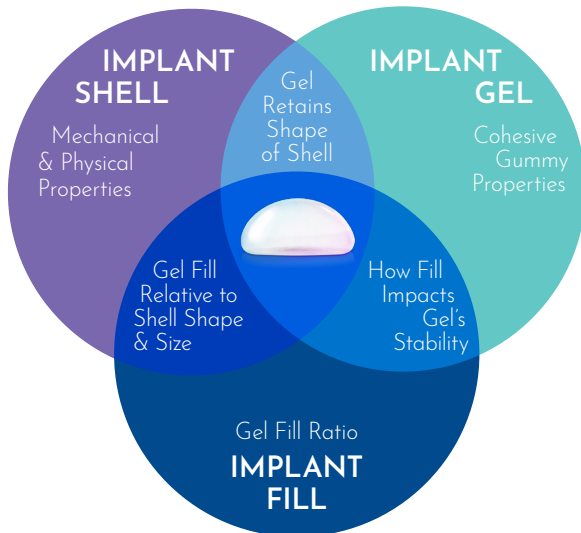 IMPLANT
SHELL
Mechanical
& Physical
Properties
Gel
Retains
Shape
of Shell
IMPLANT
GEL
Cohesive
Gummy
Properties
Gel Fill
Relative to
Shell Shape
& Size
How Fill
Impacts
Gel's
Stability
Gel Fill Ratio
IMPLANT
FILL